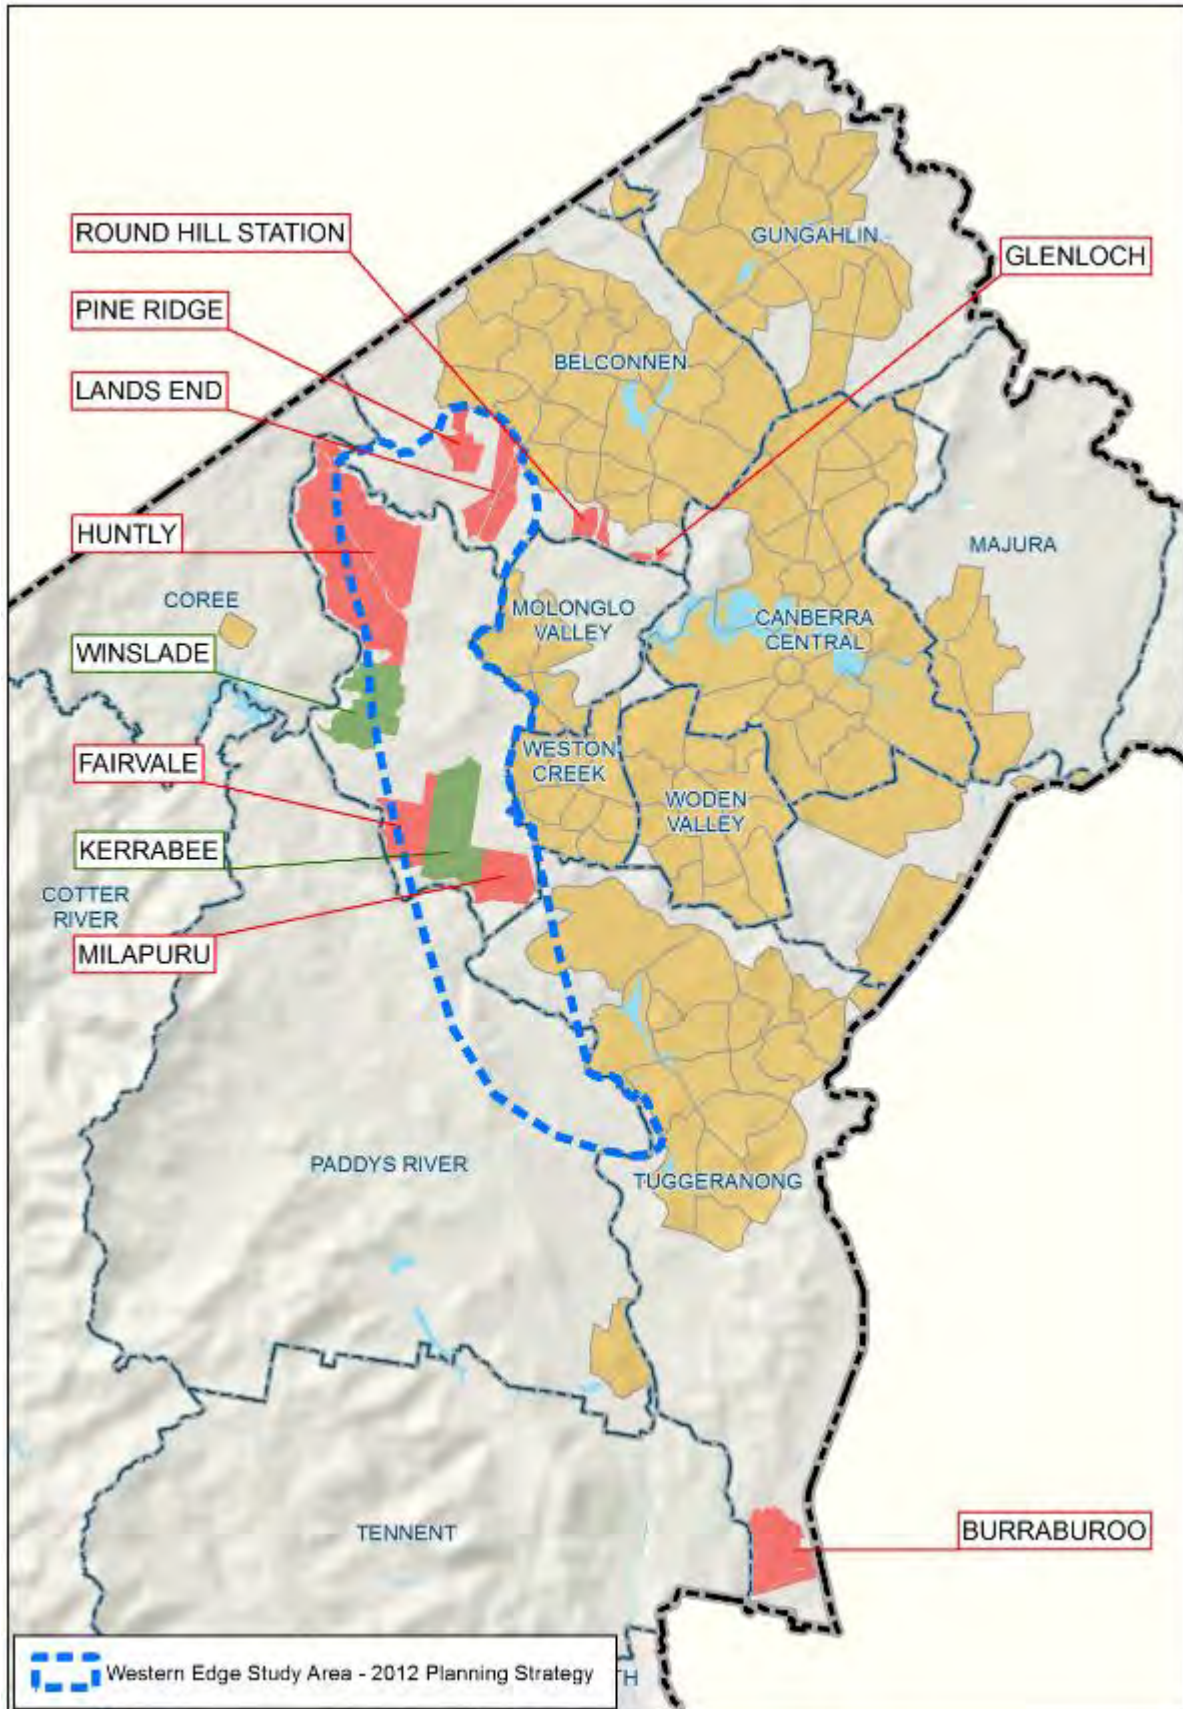 GUNGAHLIN
ROUND HILL STATION
GLENLOCH
PINE RIDGE
BELCONNEN
LANDS END
HUNTLY
MAJURA
COREE
MOLONGLO
VALLEY
CANBERRA
CENTRAL
WINSLADE
FAIRVALE
WESTON
CREEK
WODEN
VALLEY
KERRABEE
COTTER
RIVER
MILAPURU
PADDYS RIVER
TUGGERANONG
TENNENT
BURRABUROO
Western Edge Study Area - 2012 Planning Strategy